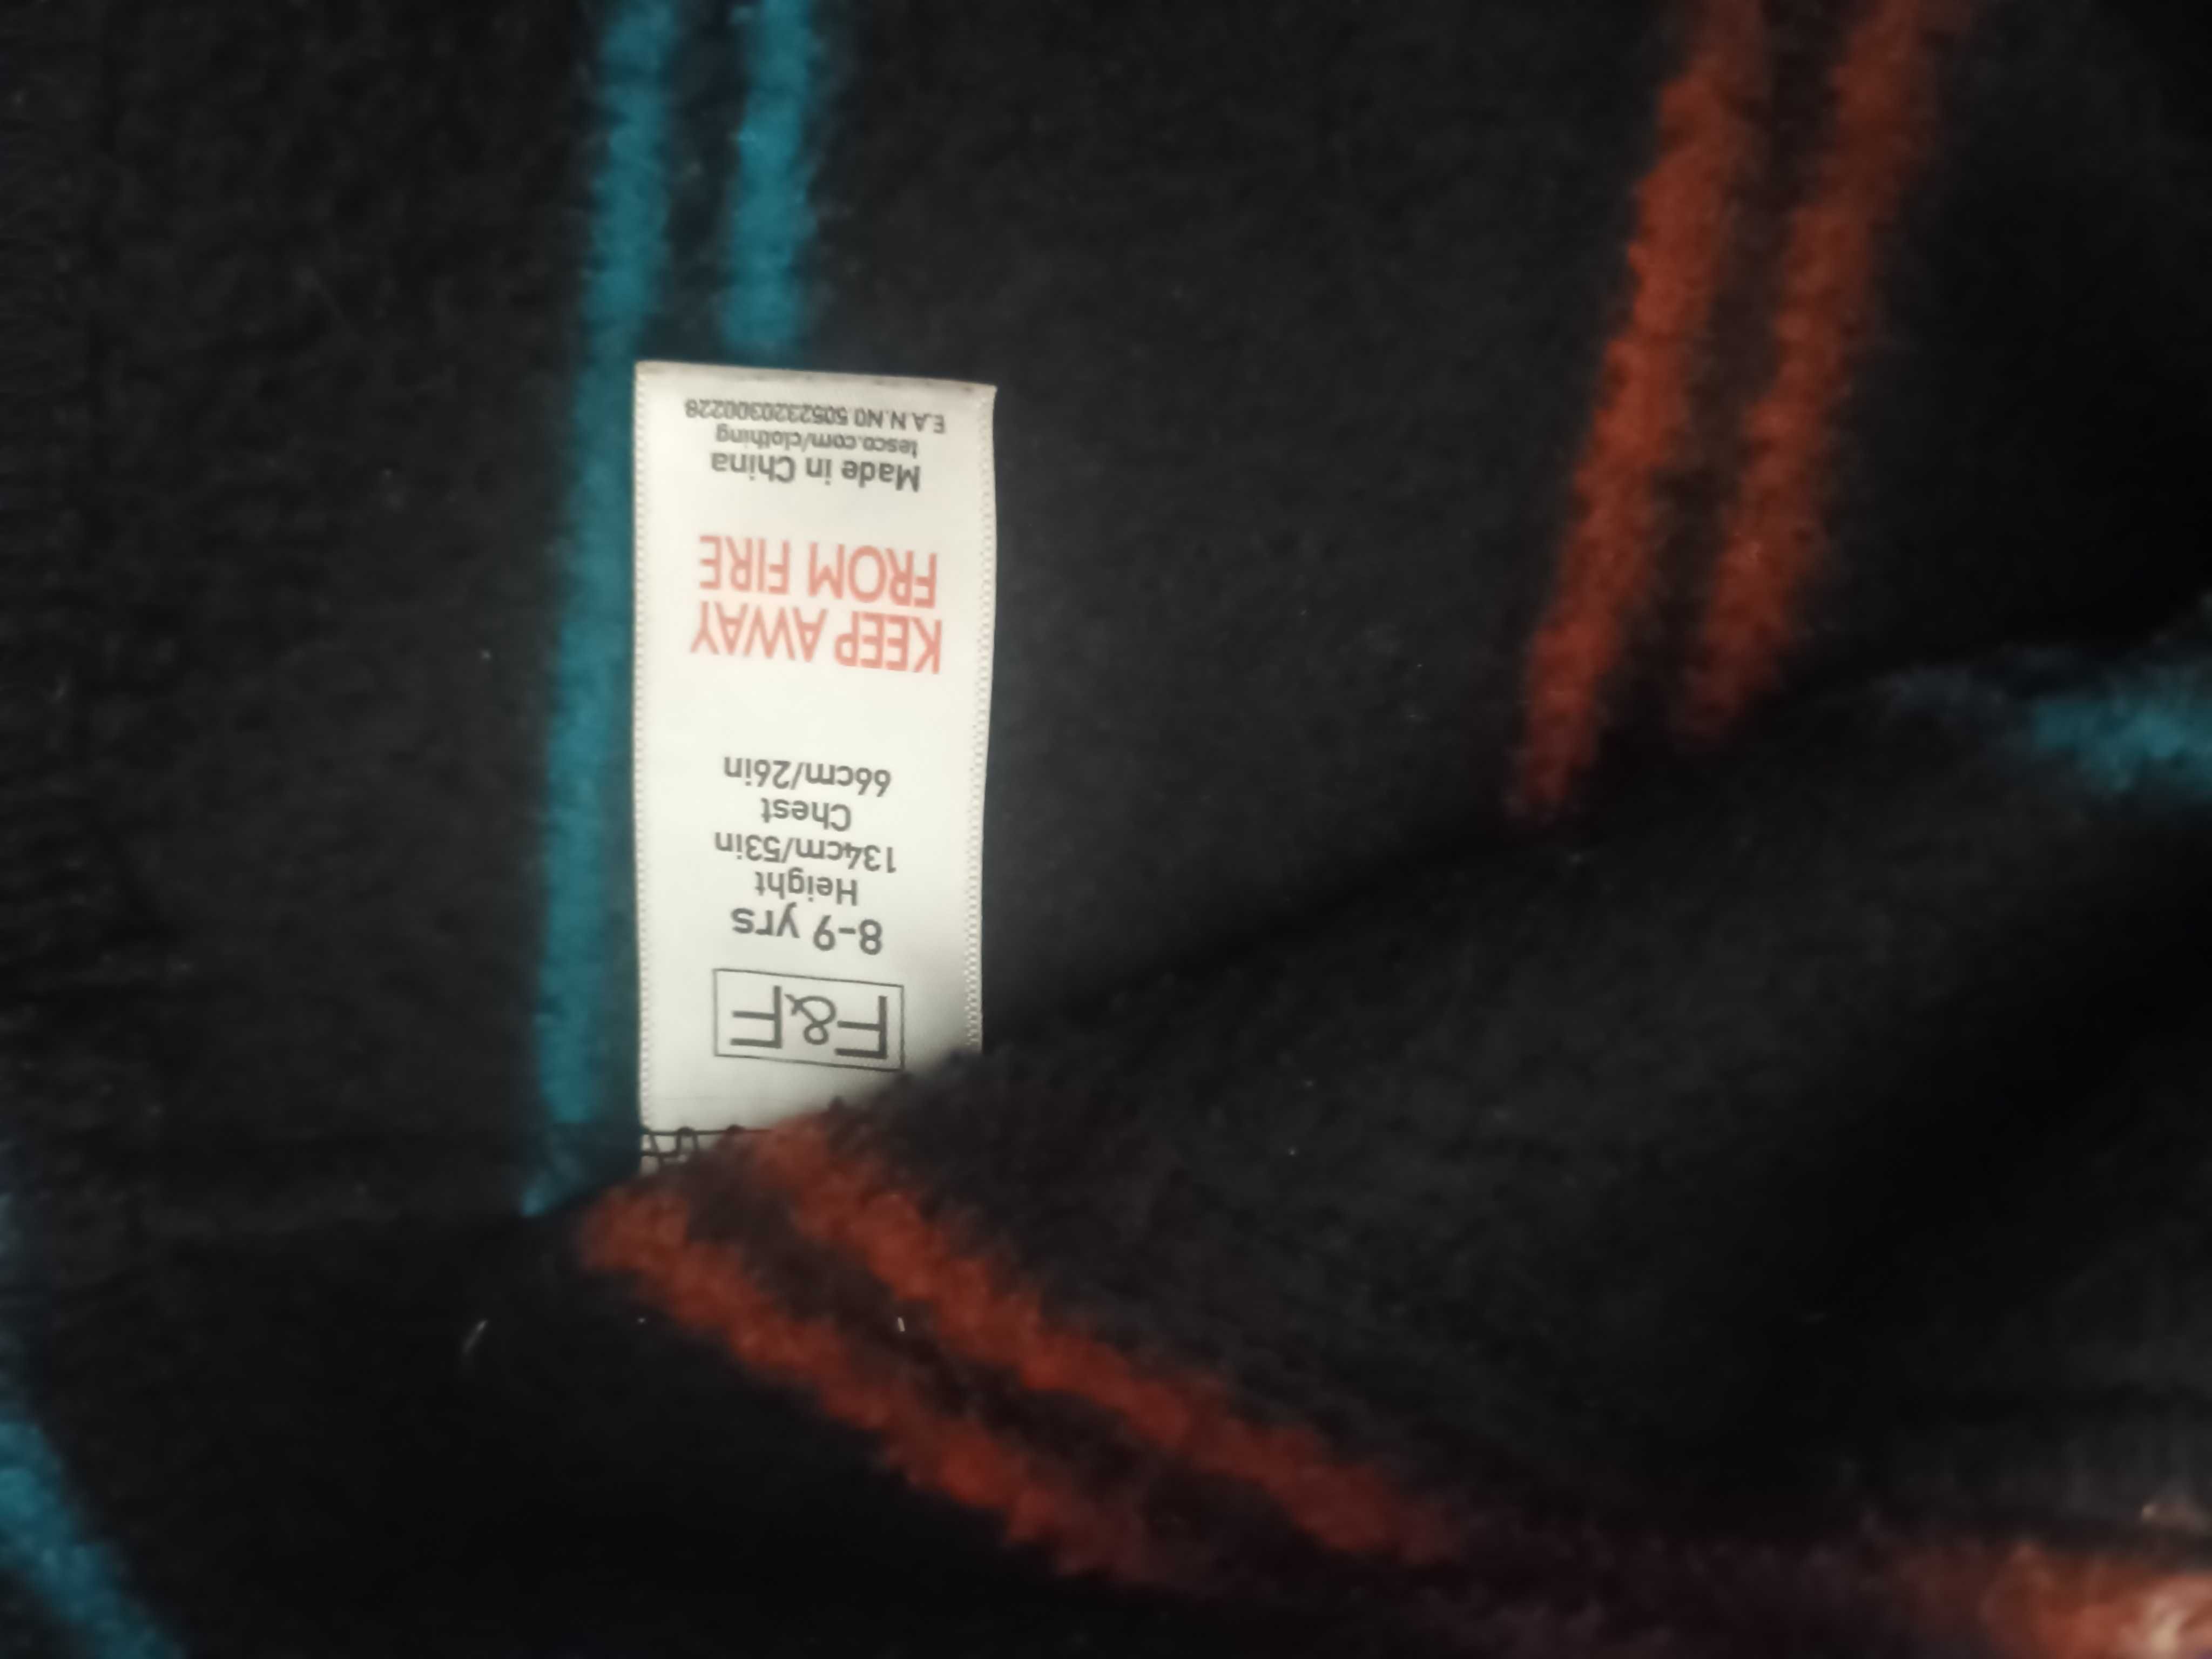 F&F
8-9 yrs
Height
134cm/53in
Chest
66cm/26in
KEEP AWAY
FROM FIRE
Made in China
tesco.com/clothing
E.A.N.NO 5052320300228